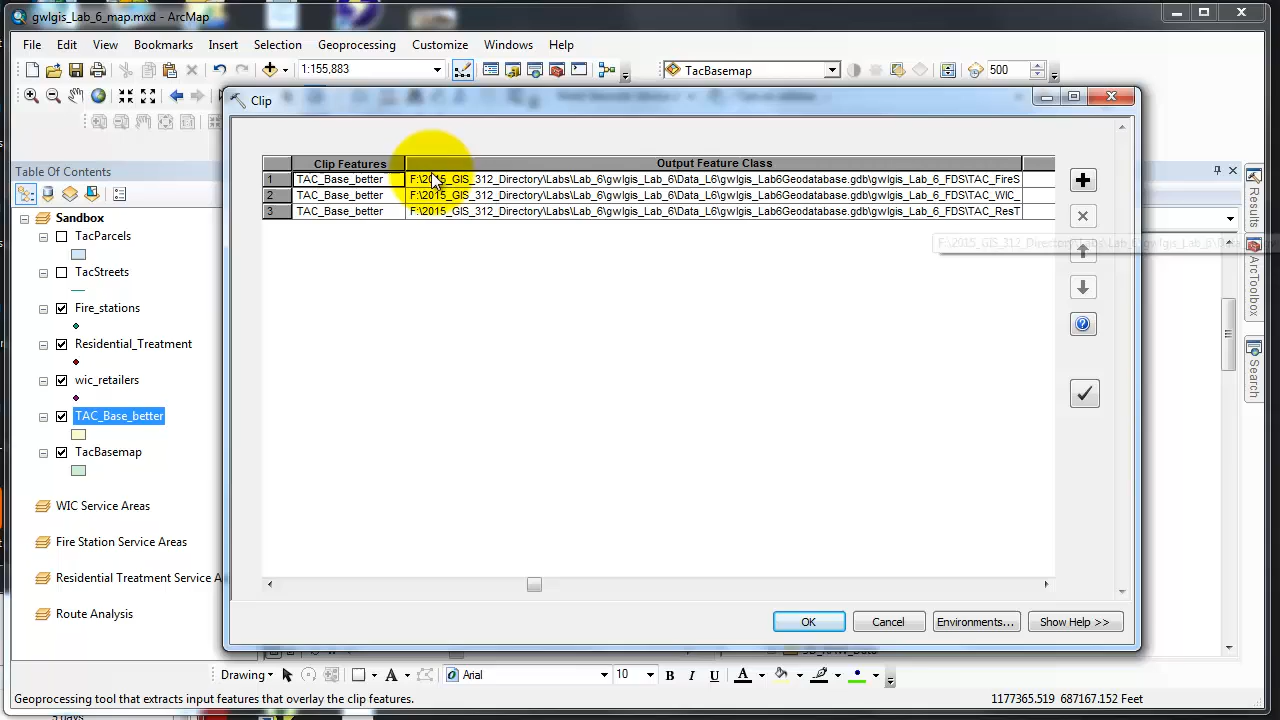 gwlgis_Lab_6_map.mxd - ArcMap
File Edit View Bookmarks Insert Selection Geoprocessing Customize Windows Help
1:155,883
TacBasemap
500
Clip
Table Of Contents
Sandbox
TacParcels
TacStreets
Fire_stations
Residential_Treatment
wic_retailers
TAC_Base_better
TacBasemap
WIC Service Areas
Fire Station Service Areas
Residential Treatment Service A
Route Analysis
Clip Features Output Feature Class
1 TAC_Base_better F:\2015_GIS_312_Directory\Labs\Lab_6\gwlgis_Lab_6\Data_L6\gwlgis_Lab6Geodatabase.gdb\gwlgis_Lab_6_FDS\TAC_FireS
2 TAC_Base_better F:\2015_GIS_312_Directory\Labs\Lab_6\gwlgis_Lab_6\Data_L6\gwlgis_Lab6Geodatabase.gdb\gwlgis_Lab_6_FDS\TAC_WIC_
3 TAC_Base_better F:\2015_GIS_312_Directory\Labs\Lab_6\gwlgis_Lab_6\Data_L6\gwlgis_Lab6Geodatabase.gdb\gwlgis_Lab_6_FDS\TAC_ResT
OK Cancel Environments... Show Help >>
Results
ArcToolbox
Search
Drawing Arial 10 B I U A
Geoprocessing tool that extracts input features that overlay the clip features.
1177365.519 687167.152 Feet